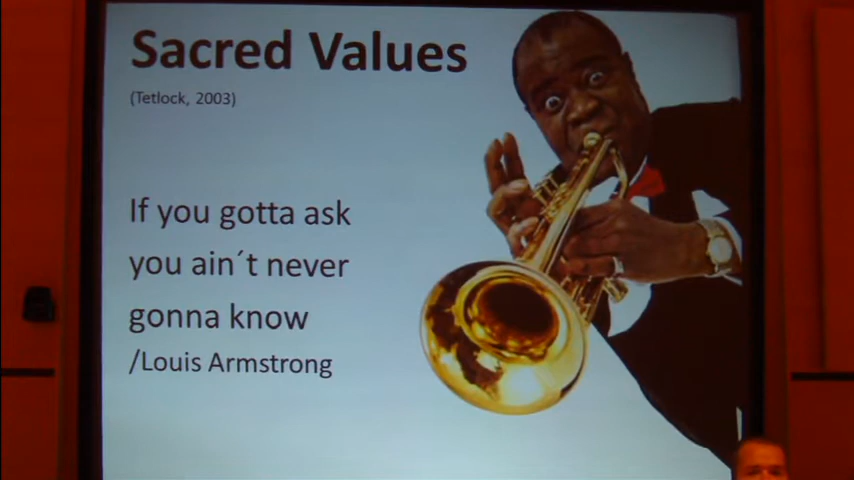 Sacred Values
(Tetlock, 2003)
If you gotta ask
you ain´t never
gonna know
/Louis Armstrong